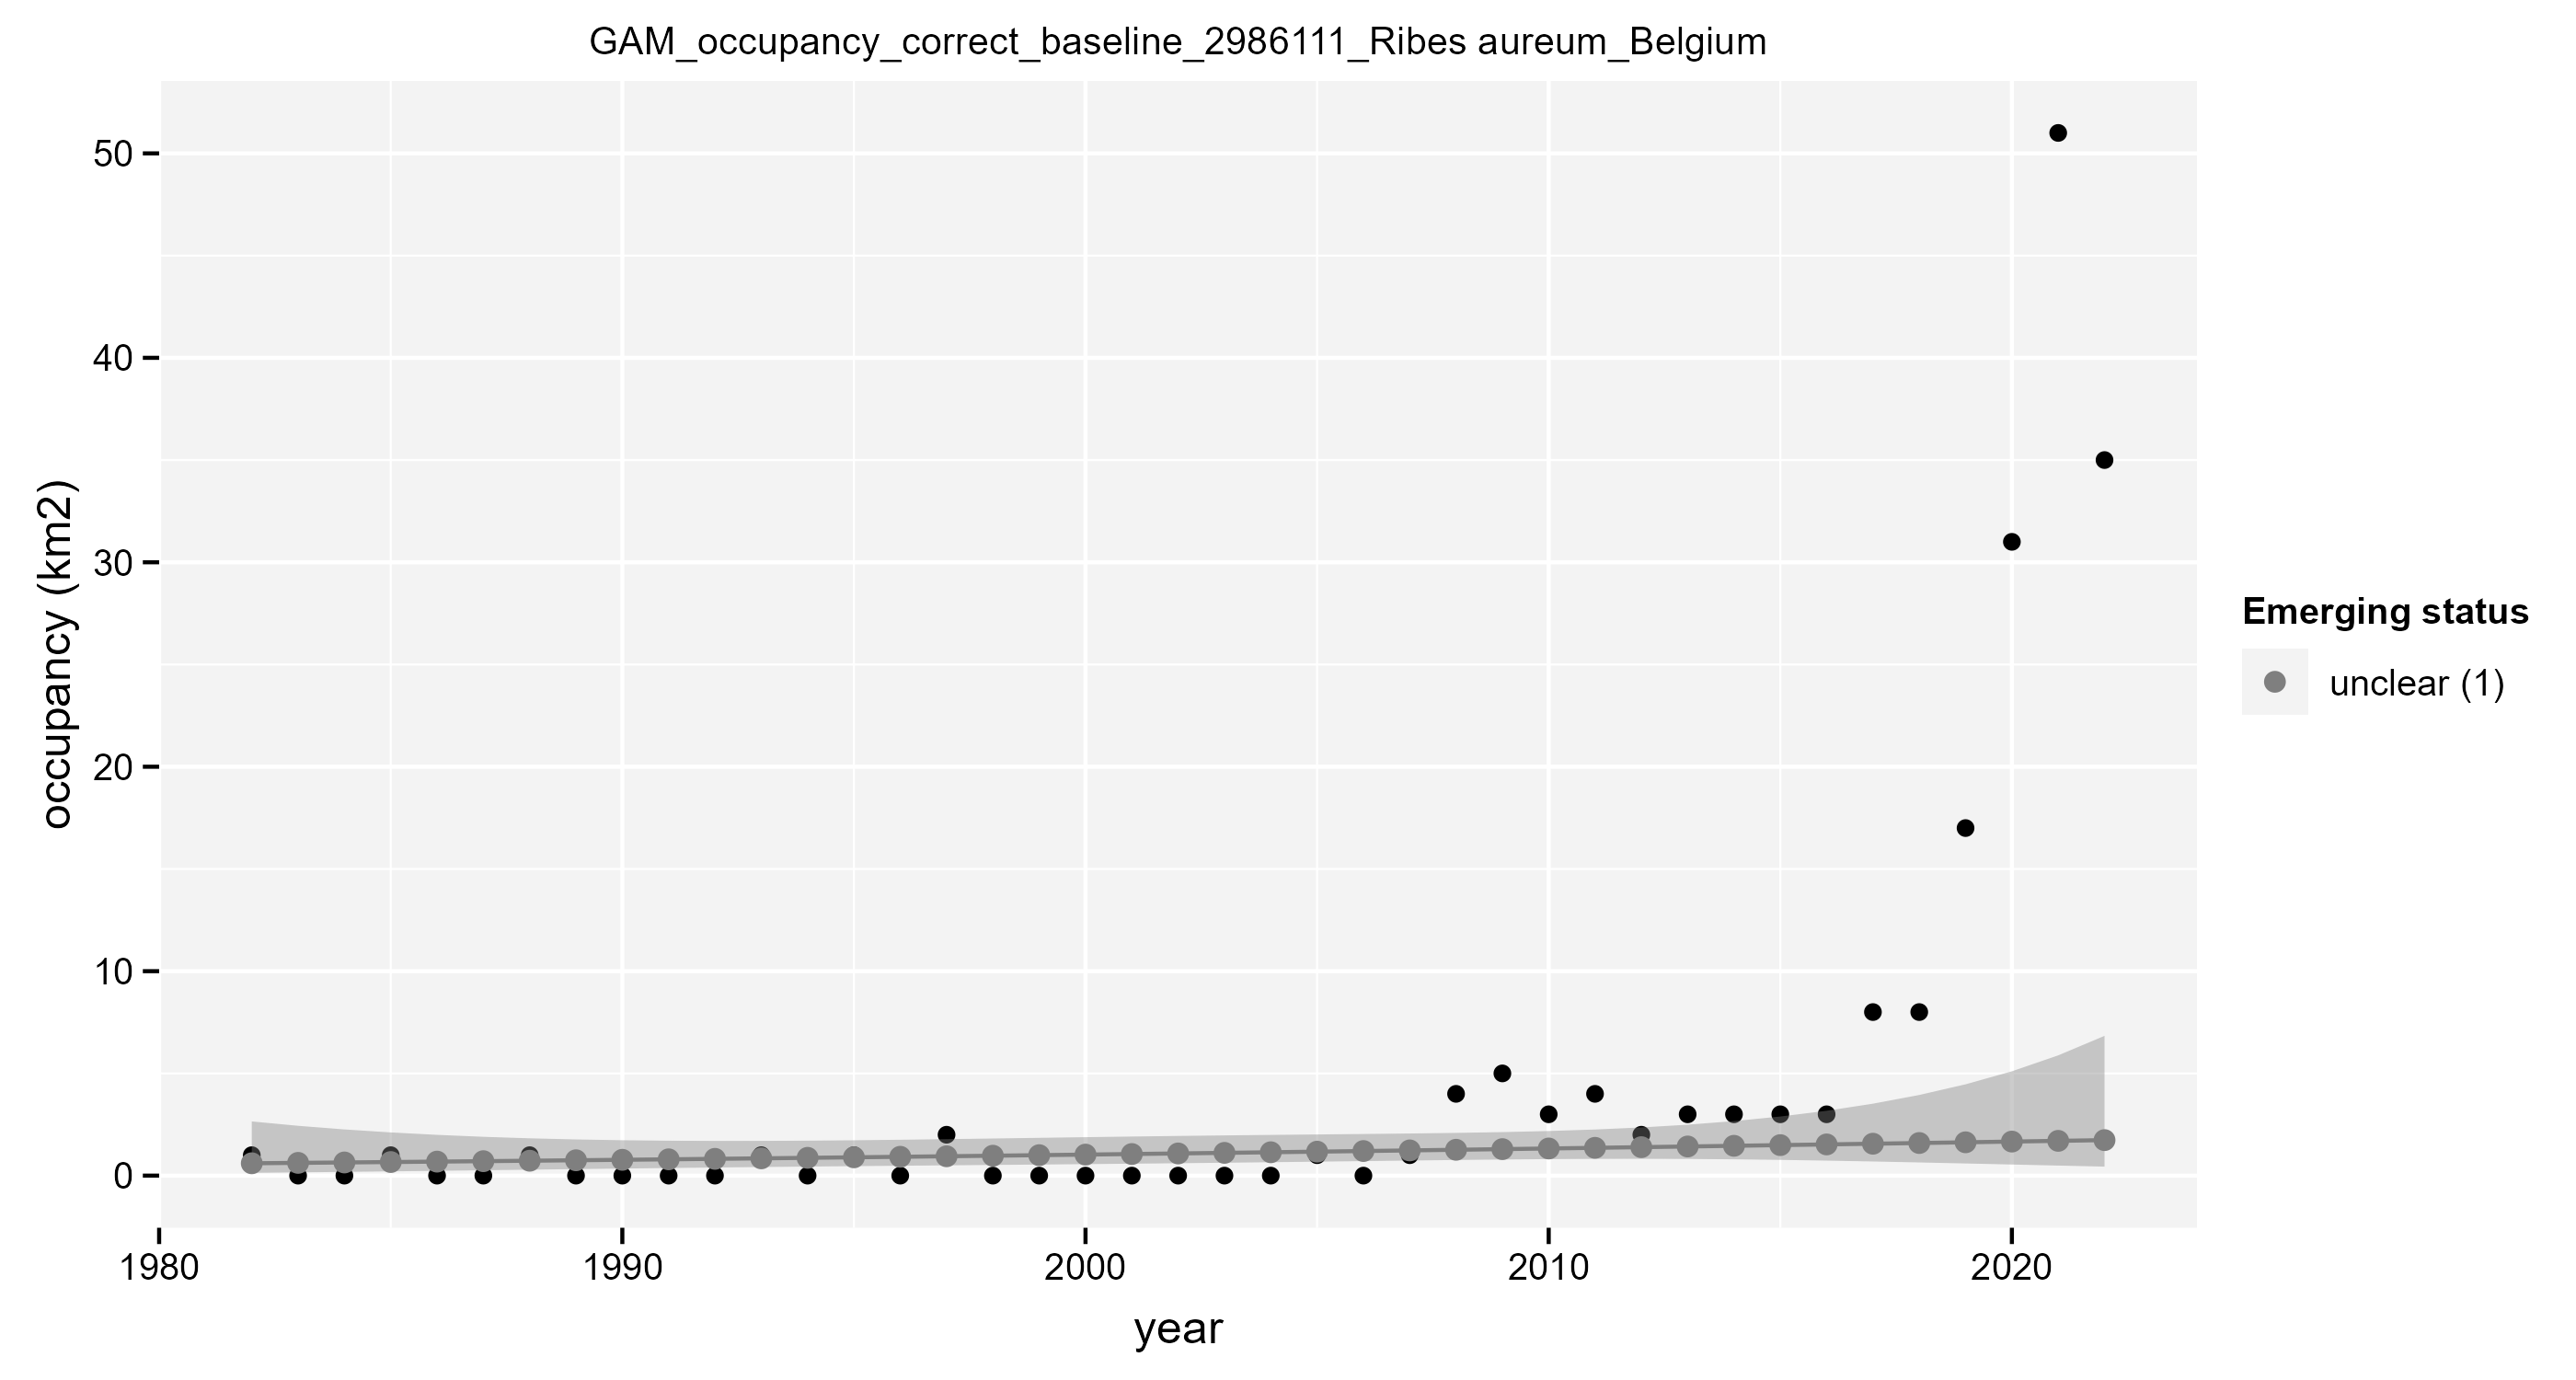 GAM_occupancy_correct_baseline_2986111_Ribes aureum_Belgium
occupancy (km2)
50
40
30
20
10
0
1980 1990 2000 2010 2020
year
Emerging status
unclear (1)